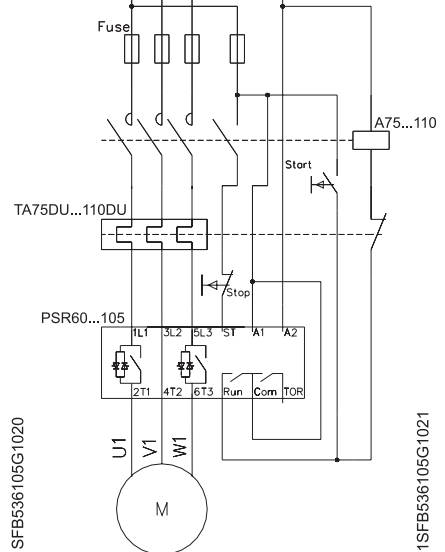 Fuse
A75...110
Start
TA75DU...110DU
Stop
PSR60...105
1L1 3L2 5L3 ST A1 A2
2T1 4T2 6T3 Run Com TOR
U1
V1
W1
M
SFB536105G1020
1SFB536105G1021